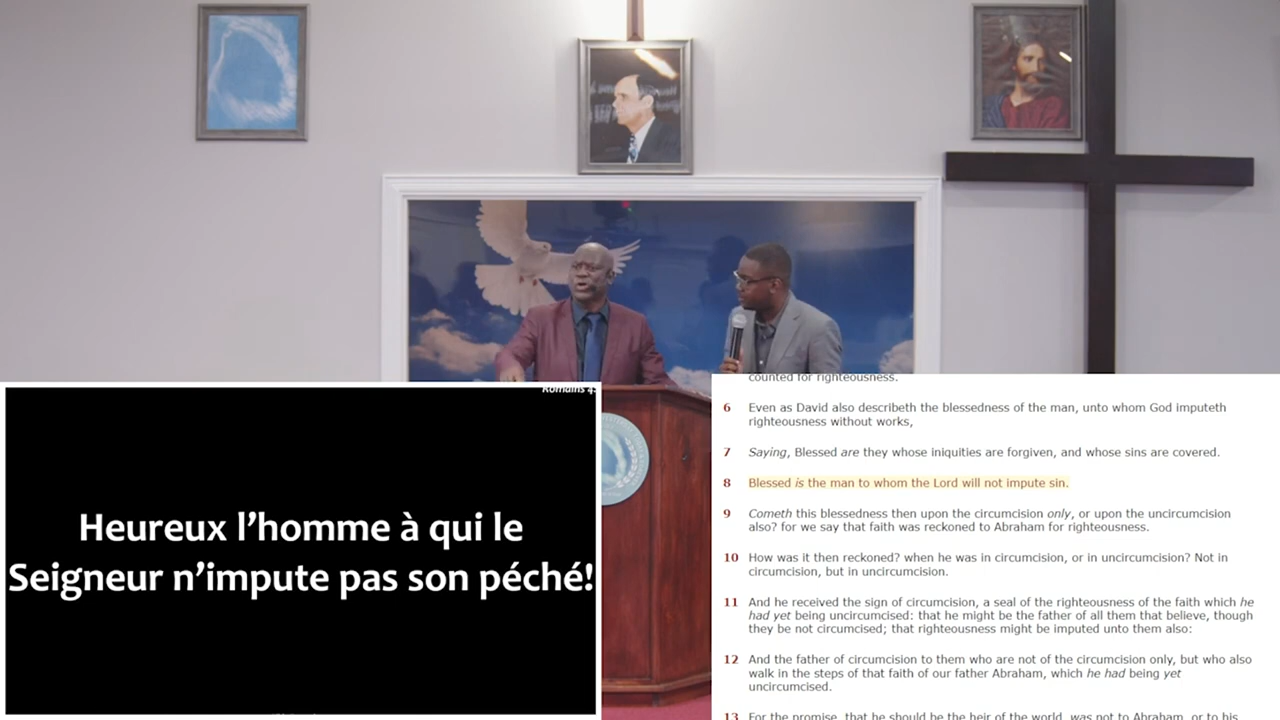 Romains 4:
Heureux l’homme à qui le
Seigneur n’impute pas son péché!
counted for righteousness.
6 Even as David also describeth the blessedness of the man, unto whom God imputeth
righteousness without works,
7 Saying, Blessed are they whose iniquities are forgiven, and whose sins are covered.
8 Blessed is the man to whom the Lord will not impute sin.
9 Cometh this blessedness then upon the circumcision only, or upon the uncircumcision
also? for we say that faith was reckoned to Abraham for righteousness.
10 How was it then reckoned? when he was in circumcision, or in uncircumcision? Not in
circumcision, but in uncircumcision.
11 And he received the sign of circumcision, a seal of the righteousness of the faith which he
had yet being uncircumcised: that he might be the father of all them that believe, though
they be not circumcised; that righteousness might be imputed unto them also:
12 And the father of circumcision to them who are not of the circumcision only, but who also
walk in the steps of that faith of our father Abraham, which he had being yet
uncircumcised.
13 For the promise, that he should be the heir of the world, was not to Abraham, or to his